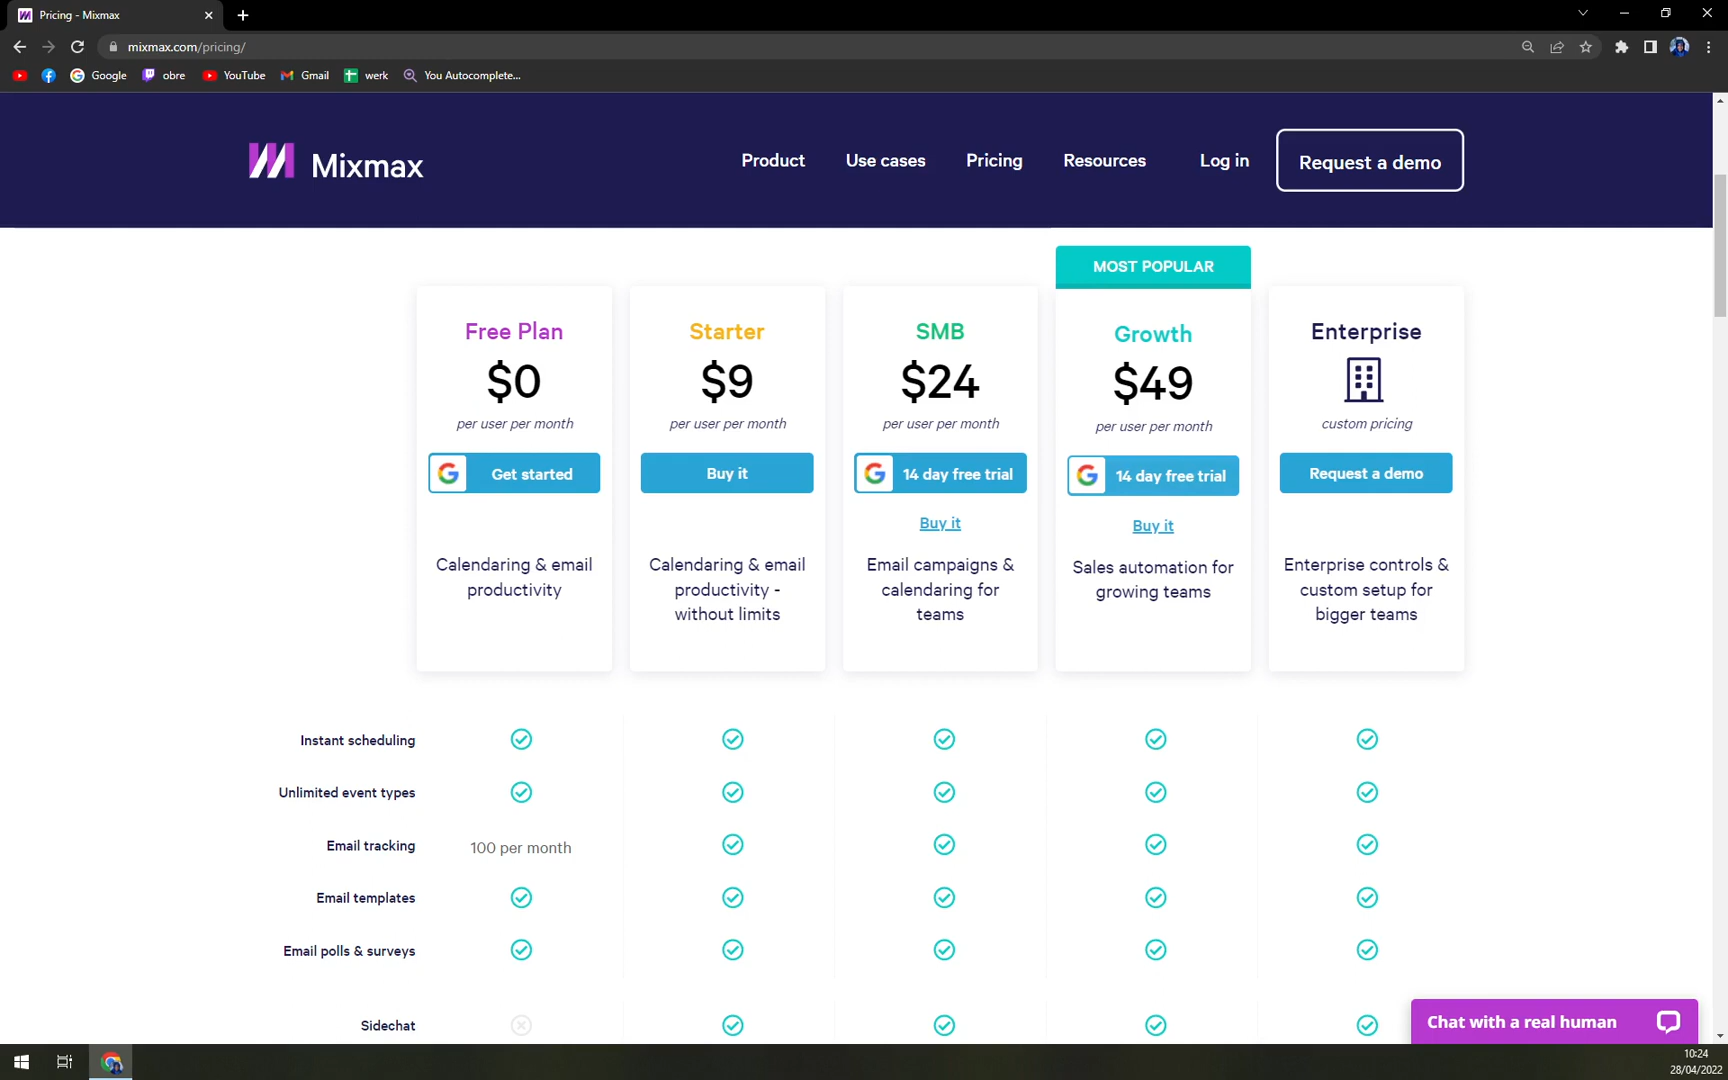 Pricing - Mixmax
mixmax.com/pricing/
Google obre YouTube Gmail werk You Autocomplete...
Mixmax Product Use cases Pricing Resources Log in Request a demo
MOST POPULAR
Free Plan Starter SMB Growth Enterprise
$0 $9 $24 $49
per user per month per user per month per user per month per user per month custom pricing
Get started Buy it 14 day free trial 14 day free trial Request a demo
Buy it Buy it
Calendaring & email Calendaring & email Email campaigns & Sales automation for Enterprise controls &
productivity productivity - calendaring for growing teams custom setup for
without limits teams bigger teams
Instant scheduling
Unlimited event types
Email tracking 100 per month
Email templates
Email polls & surveys
Sidechat
Chat with a real human
10:24
28/04/2022